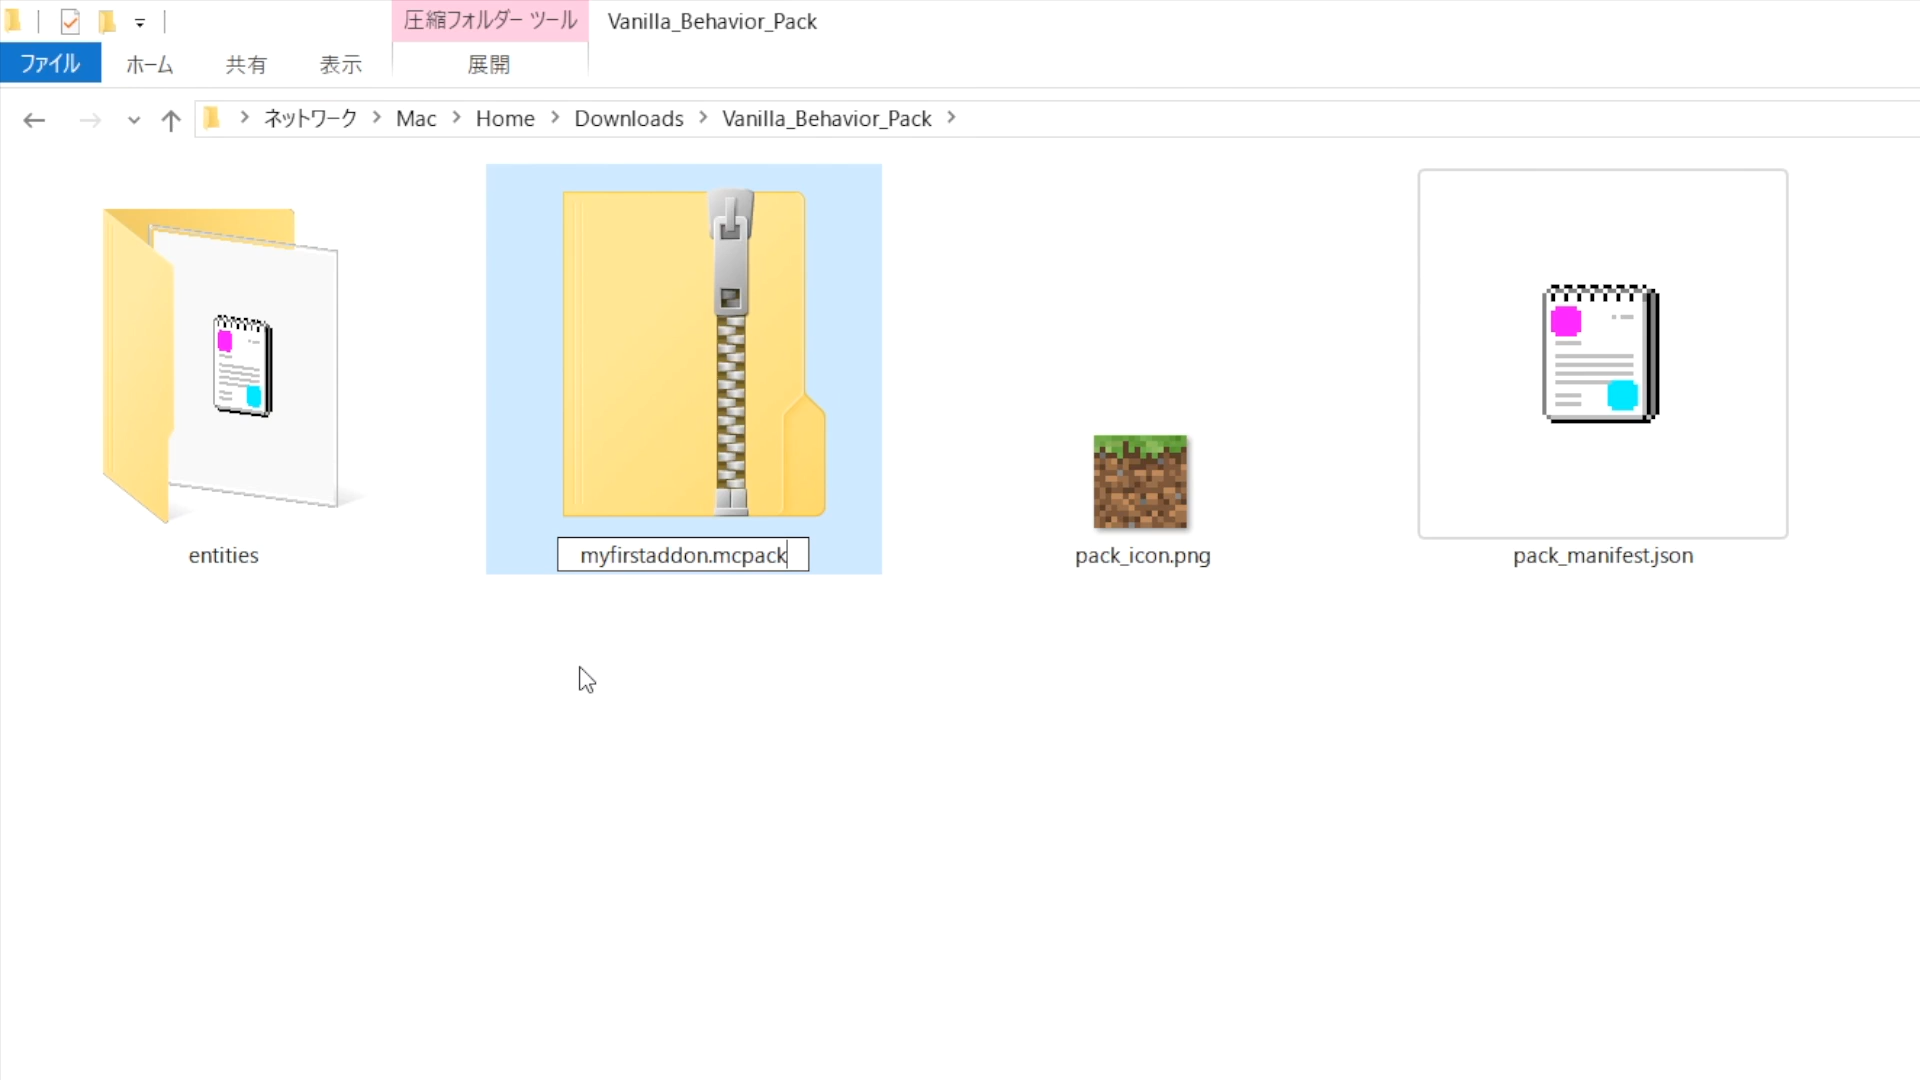 圧縮フォルダー ツール Vanilla_Behavior_Pack
ファイル ホーム 共有 表示 展開
ネットワーク Mac Home Downloads Vanilla_Behavior_Pack
entities
myfirstaddon.mcpack
pack_icon.png
pack_manifest.json